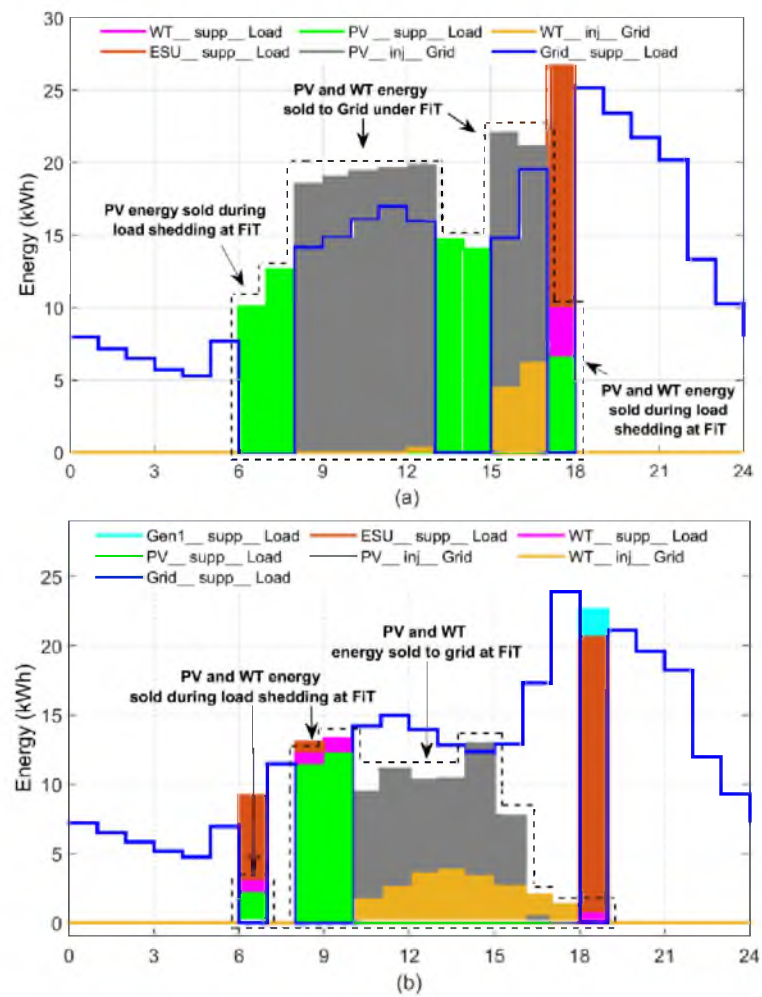 WT__ supp__ Load PV__ supp__ Load WT__ inj__ Grid
ESU__ supp__ Load PV__ inj__ Grid Grid__ supp__ Load
30
25
20
15
10
5
0
Energy (kWh)
PV and WT energy
sold to Grid under FiT
PV energy sold during
load shedding at FiT
PV and WT energy
sold during load
shedding at FiT
0 3 6 9 12 15 18 21 24
(a)
Gen1__ supp__ Load ESU__ supp__ Load WT__ supp__ Load
PV__ supp__ Load PV__ inj__ Grid WT__ inj__ Grid
Grid__ supp__ Load
25
20
15
10
5
0
Energy (kWh)
PV and WT
energy sold to grid at FiT
PV and WT energy
sold during load shedding at FiT
0 3 6 9 12 15 18 21 24
(b)